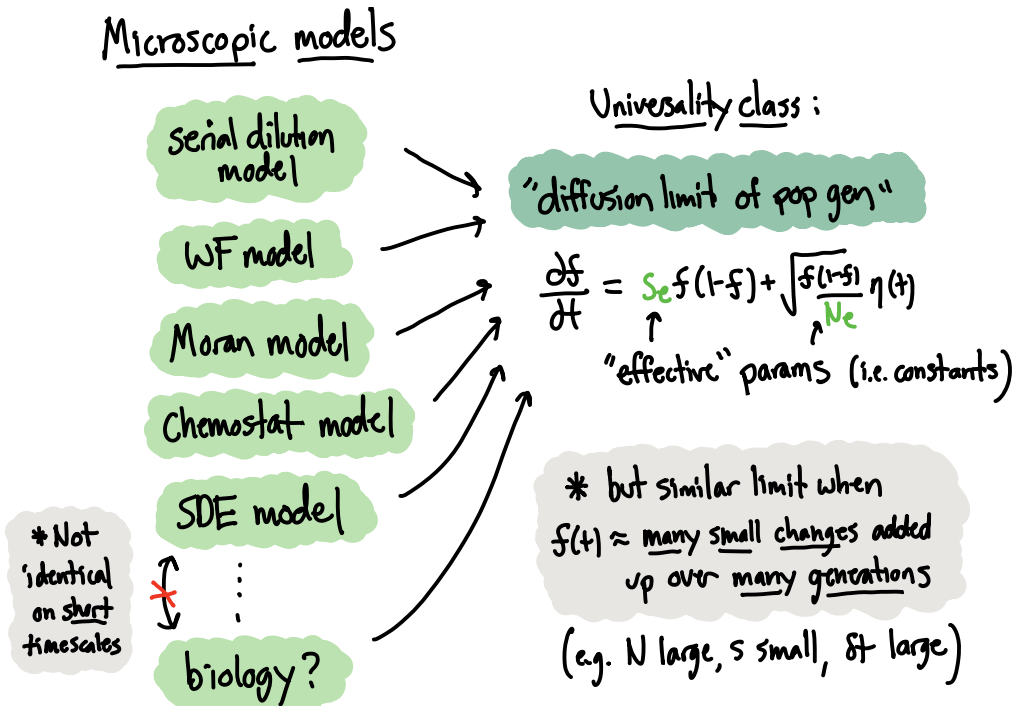 Microscopic models
serial dilution
model
WF model
Moran model
Chemostat model
SDE model
biology?
* Not
identical
on short
timescales
Universality class:
"diffusion limit of pop gen"
∂f/∂t = s_e f(1-f) + √(f(1-f)/N_e) η(t)
"effective" params (i.e. constants)
* but similar limit when
f(t) ≈ many small changes added
up over many generations
(e.g. N large, s small, δt large)